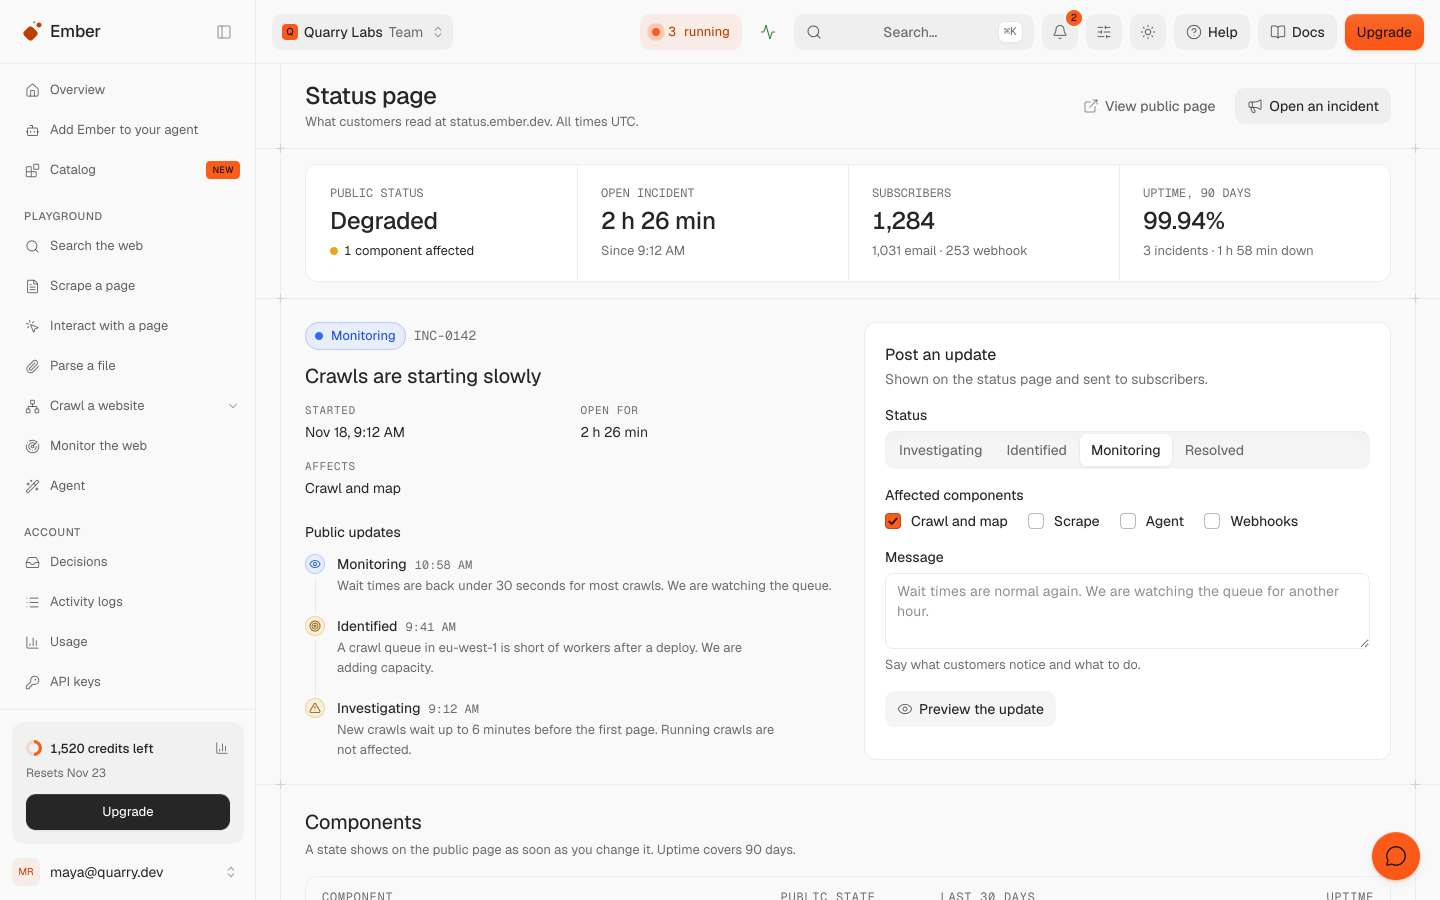 Ember
Overview
Add Ember to your agent
Catalog
NEW
PLAYGROUND
Search the web
Scrape a page
Interact with a page
Parse a file
Crawl a website
Monitor the web
Agent
ACCOUNT
Decisions
Activity logs
Usage
API keys
1,520 credits left
Resets Nov 23
Upgrade
MR
maya@quarry.dev
Q
Quarry Labs Team
3 running
Search...
⌘K
2
Help
Docs
Upgrade
Status page
What customers read at status.ember.dev. All times UTC.
View public page
Open an incident
PUBLIC STATUS
Degraded
1 component affected
OPEN INCIDENT
2 h 26 min
Since 9:12 AM
SUBSCRIBERS
1,284
1,031 email · 253 webhook
UPTIME, 90 DAYS
99.94%
3 incidents · 1 h 58 min down
Monitoring
INC-0142
Crawls are starting slowly
STARTED
Nov 18, 9:12 AM
OPEN FOR
2 h 26 min
AFFECTS
Crawl and map
Public updates
Monitoring 10:58 AM
Wait times are back under 30 seconds for most crawls. We are watching the queue.
Identified 9:41 AM
A crawl queue in eu-west-1 is short of workers after a deploy. We are
adding capacity.
Investigating 9:12 AM
New crawls wait up to 6 minutes before the first page. Running crawls are
not affected.
Post an update
Shown on the status page and sent to subscribers.
Status
Investigating Identified Monitoring Resolved
Affected components
Crawl and map Scrape Agent Webhooks
Message
Wait times are normal again. We are watching the queue for another
hour.
Say what customers notice and what to do.
Preview the update
Components
A state shows on the public page as soon as you change it. Uptime covers 90 days.
COMPONENT PUBLIC STATE LAST 30 DAYS UPTIME